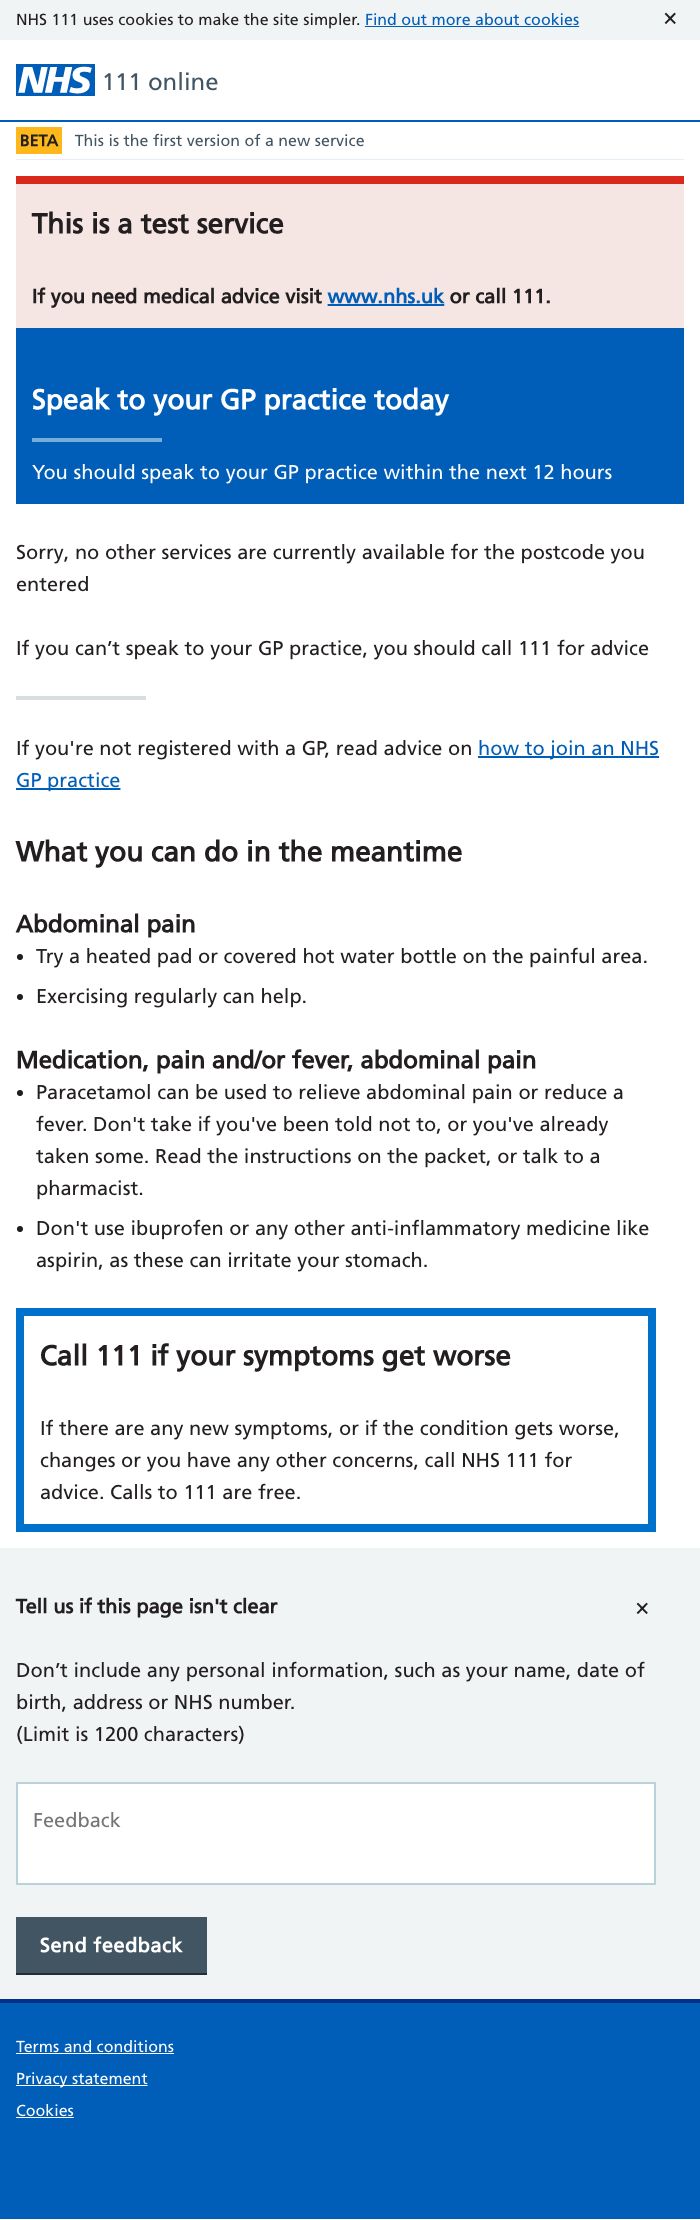 NHS 111 uses cookies to make the site simpler. Find out more about cookies ✕
NHS 111 online
BETA This is the first version of a new service
This is a test service
If you need medical advice visit www.nhs.uk or call 111.
Speak to your GP practice today
You should speak to your GP practice within the next 12 hours
Sorry, no other services are currently available for the postcode you
entered
If you can’t speak to your GP practice, you should call 111 for advice
If you're not registered with a GP, read advice on how to join an NHS
GP practice
What you can do in the meantime
Abdominal pain
• Try a heated pad or covered hot water bottle on the painful area.
• Exercising regularly can help.
Medication, pain and/or fever, abdominal pain
• Paracetamol can be used to relieve abdominal pain or reduce a
fever. Don't take if you've been told not to, or you've already
taken some. Read the instructions on the packet, or talk to a
pharmacist.
• Don't use ibuprofen or any other anti-inflammatory medicine like
aspirin, as these can irritate your stomach.
Call 111 if your symptoms get worse
If there are any new symptoms, or if the condition gets worse,
changes or you have any other concerns, call NHS 111 for
advice. Calls to 111 are free.
Tell us if this page isn't clear ✕
Don’t include any personal information, such as your name, date of
birth, address or NHS number.
(Limit is 1200 characters)
Feedback
Send feedback
Terms and conditions
Privacy statement
Cookies